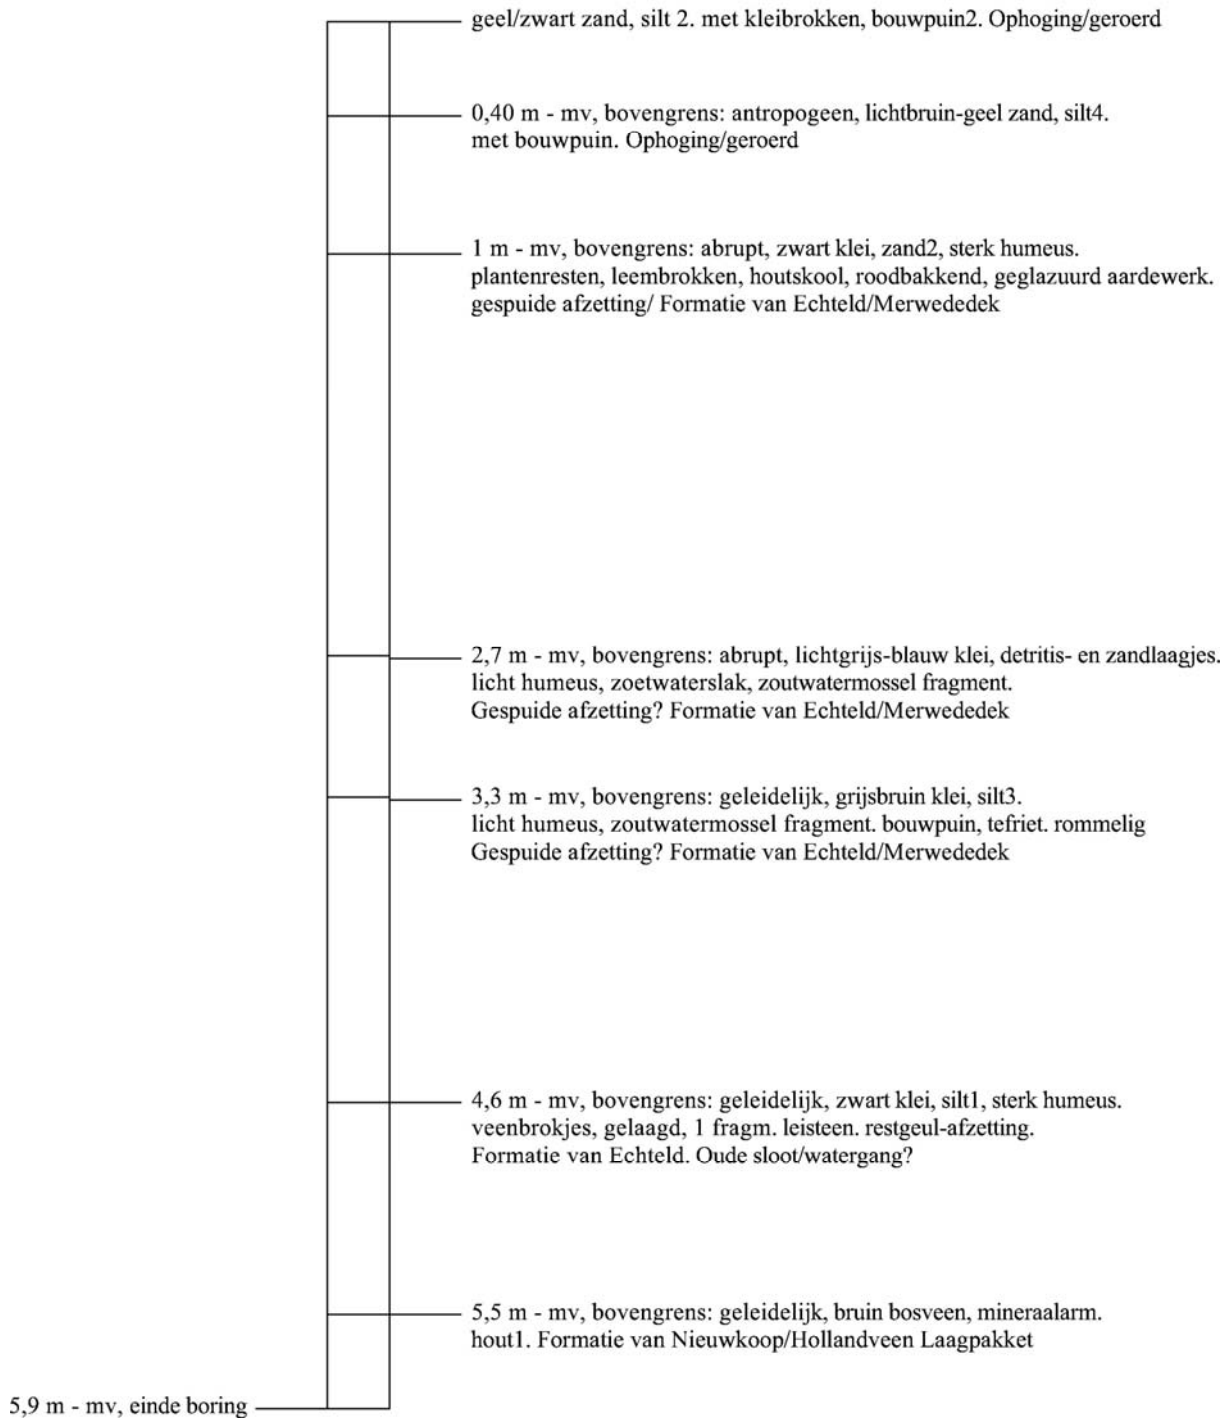 geel/zwart zand, silt 2. met kleibrokken, bouwpuin2. Ophoging/geroerd
0,40 m - mv, bovengrens: antropogeen, lichtbruin-geel zand, silt4.
met bouwpuin. Ophoging/geroerd
1 m - mv, bovengrens: abrupt, zwart klei, zand2, sterk humeus.
plantenresten, leembrokken, houtskool, roodbakkend, geglazuurd aardewerk.
gespuide afzetting/ Formatie van Echteld/Merwededek
2,7 m - mv, bovengrens: abrupt, lichtgrijs-blauw klei, detritis- en zandlaagjes.
licht humeus, zoetwaterslak, zoutwatermossel fragment.
Gespuide afzetting? Formatie van Echteld/Merwededek
3,3 m - mv, bovengrens: geleidelijk, grijsbruin klei, silt3.
licht humeus, zoutwatermossel fragment. bouwpuin, tefriet. rommelig
Gespuide afzetting? Formatie van Echteld/Merwededek
4,6 m - mv, bovengrens: geleidelijk, zwart klei, silt1, sterk humeus.
veenbrokjes, gelaagd, 1 fragm. leisteen. restgeul-afzetting.
Formatie van Echteld. Oude sloot/watergang?
5,5 m - mv, bovengrens: geleidelijk, bruin bosveen, mineraalarm.
hout1. Formatie van Nieuwkoop/Hollandveen Laagpakket
5,9 m - mv, einde boring